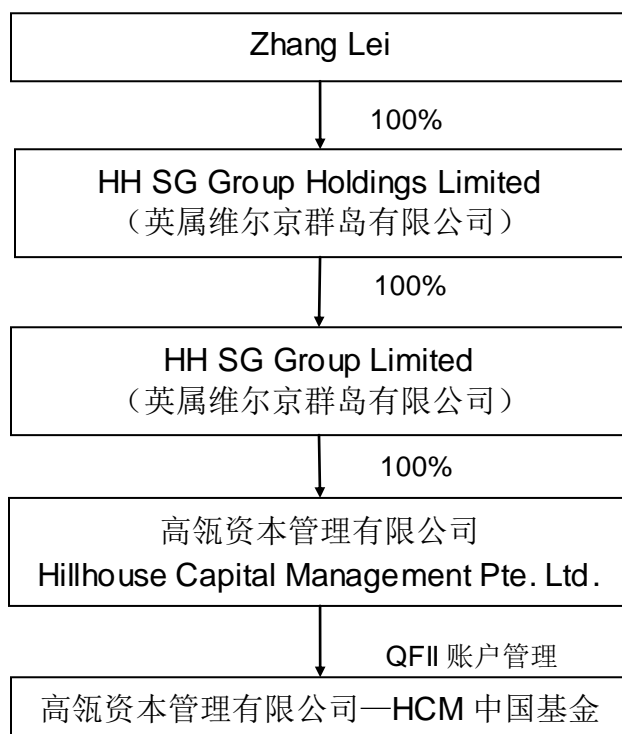 Zhang Lei
100%
HH SG Group Holdings Limited
（英属维尔京群岛有限公司）
100%
HH SG Group Limited
（英属维尔京群岛有限公司）
100%
高瓴资本管理有限公司
Hillhouse Capital Management Pte. Ltd.
QFII 账户管理
高瓴资本管理有限公司—HCM 中国基金